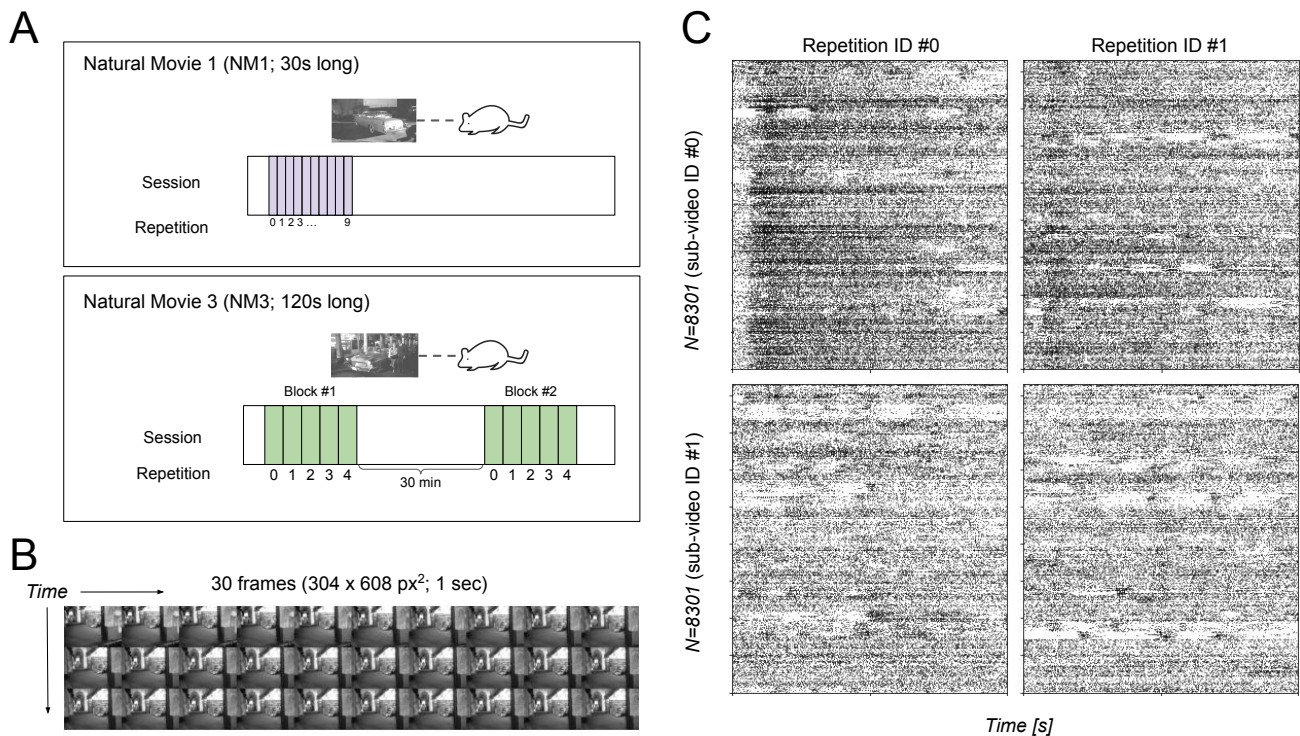 A
Natural Movie 1 (NM1; 30s long)
Session
Repetition
0 1 2 3 ... 9
Natural Movie 3 (NM3; 120s long)
Block #1 Block #2
Session
Repetition
0 1 2 3 4 0 1 2 3 4
30 min
B
Time
30 frames (304 x 608 px²; 1 sec)
C
Repetition ID #0 Repetition ID #1
N=8301 (sub-video ID #0)
N=8301 (sub-video ID #1)
Time [s]